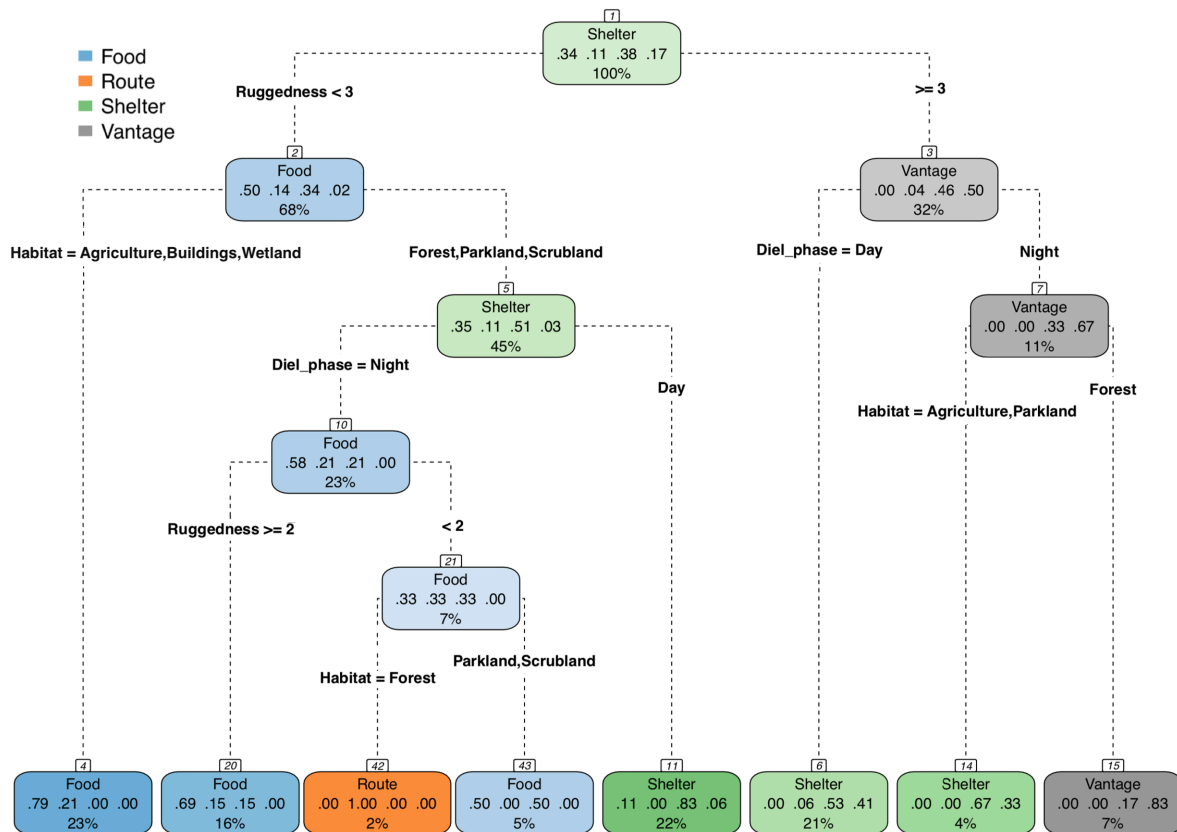 1
Shelter
.34 .11 .38 .17
100%
Food
Route
Shelter
Vantage
Ruggedness < 3
>= 3
2
Food
.50 .14 .34 .02
68%
3
Vantage
.00 .04 .46 .50
32%
Habitat = Agriculture,Buildings,Wetland
Forest,Parkland,Scrubland
Diel_phase = Day
Night
5
Shelter
.35 .11 .51 .03
45%
7
Vantage
.00 .00 .33 .67
11%
Diel_phase = Night
Day
Habitat = Agriculture,Parkland
Forest
10
Food
.58 .21 .21 .00
23%
Ruggedness >= 2
< 2
21
Food
.33 .33 .33 .00
7%
Habitat = Forest
Parkland,Scrubland
4
Food
.79 .21 .00 .00
23%
20
Food
.69 .15 .15 .00
16%
42
Route
.00 1.00 .00 .00
2%
43
Food
.50 .00 .50 .00
5%
11
Shelter
.11 .00 .83 .06
22%
6
Shelter
.00 .06 .53 .41
21%
14
Shelter
.00 .00 .67 .33
4%
15
Vantage
.00 .00 .17 .83
7%